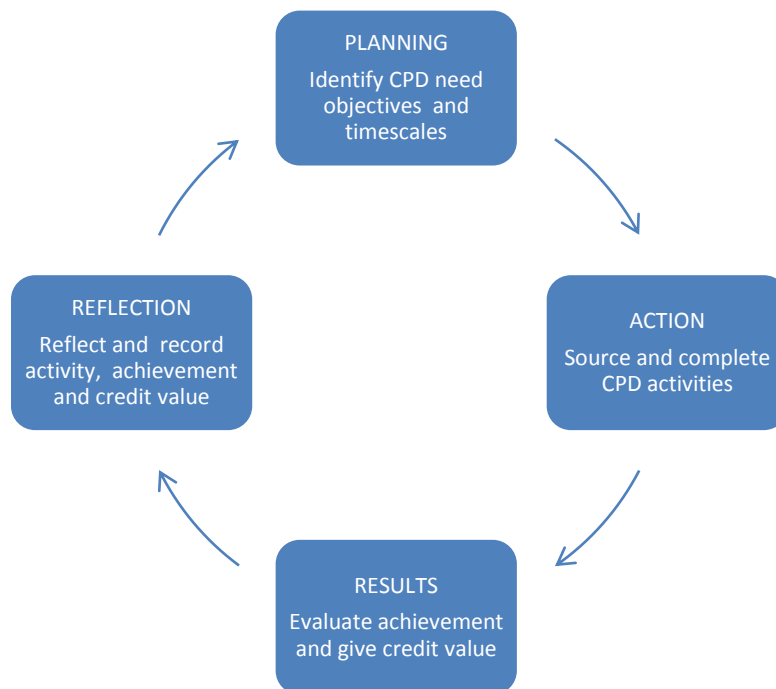 PLANNING
Identify CPD need
objectives and
timescales
REFLECTION
Reflect and record
activity, achievement
and credit value
ACTION
Source and complete
CPD activities
RESULTS
Evaluate achievement
and give credit value